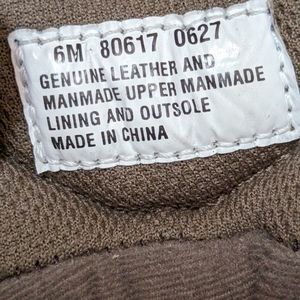 6M 80617 0627
GENUINE LEATHER AND
MANMADE UPPER MANMADE
LINING AND OUTSOLE
MADE IN CHINA